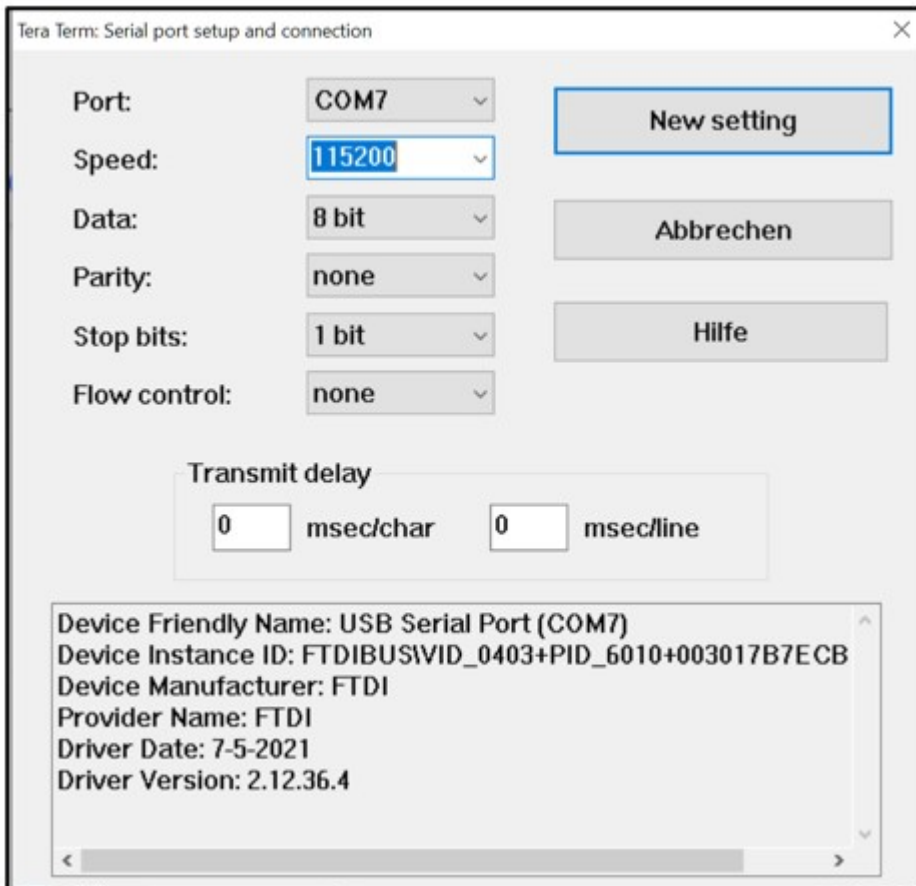 Tera Term: Serial port setup and connection
Port: COM7
New setting
Speed: 115200
Data: 8 bit
Abbrechen
Parity: none
Stop bits: 1 bit
Hilfe
Flow control: none
Transmit delay
0 msec/char 0 msec/line
Device Friendly Name: USB Serial Port (COM7)
Device Instance ID: FTDIBUS\VID_0403+PID_6010+003017B7ECB
Device Manufacturer: FTDI
Provider Name: FTDI
Driver Date: 7-5-2021
Driver Version: 2.12.36.4